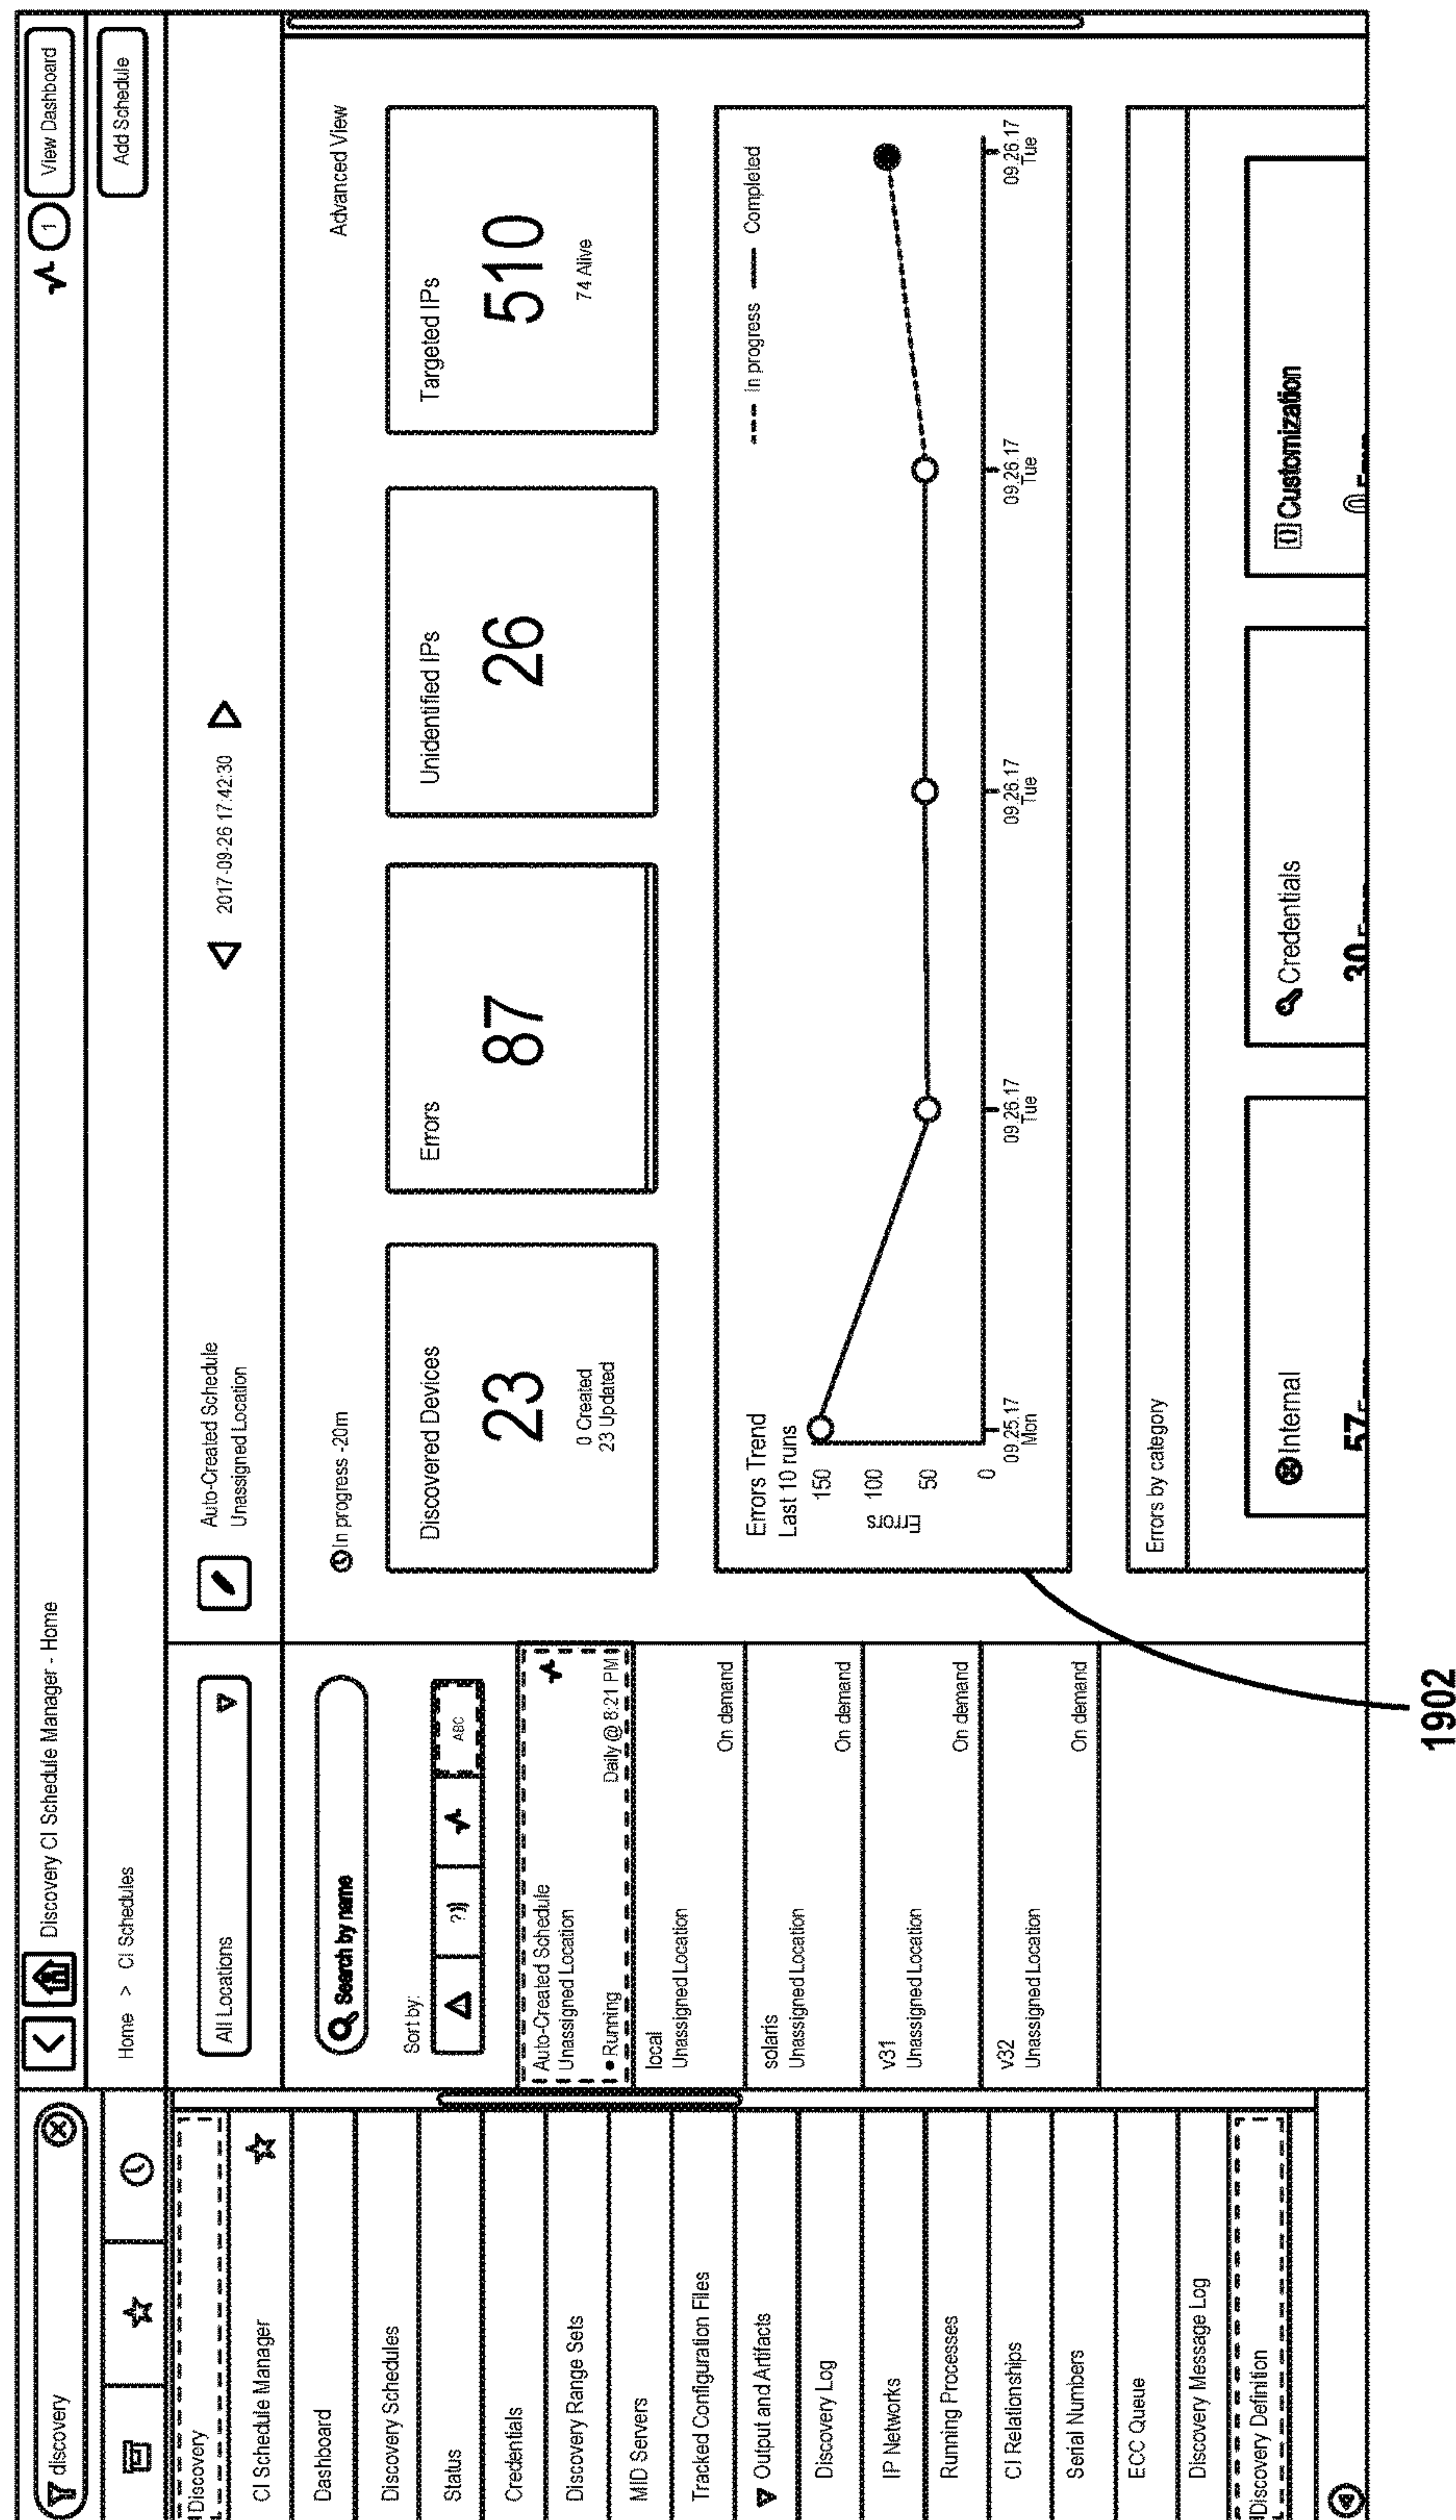 discovery
Discovery
CI Schedule Manager
Dashboard
Discovery Schedules
Status
Credentials
Discovery Range Sets
MID Servers
Tracked Configuration Files
Output and Artifacts
Discovery Log
IP Networks
Running Processes
CI Relationships
Serial Numbers
ECC Queue
Discovery Message Log
Discovery Definition
Discovery CI Schedule Manager - Home
1
View Dashboard
Home > CI Schedules
Add Schedule
All Locations
Search by name
Sort by:
?))
ABC
Auto-Created Schedule
Unassigned Location
• Running
Daily @ 8:21 PM
local
Unassigned Location
On demand
solaris
Unassigned Location
On demand
v31
Unassigned Location
On demand
v32
Unassigned Location
On demand
Auto-Created Schedule
Unassigned Location
2017-09-26 17:42:30
In progress -20m
Advanced View
Discovered Devices
23
0 Created
23 Updated
Errors
87
Unidentified IPs
26
Targeted IPs
510
74 Alive
Errors Trend
Last 10 runs
In progress
Completed
Errors
150
100
50
0
09.25.17
Mon
09.26.17
Tue
09.26.17
Tue
09.26.17
Tue
09.26.17
Tue
Errors by category
Internal
57
Credentials
30
Customization
0
1902